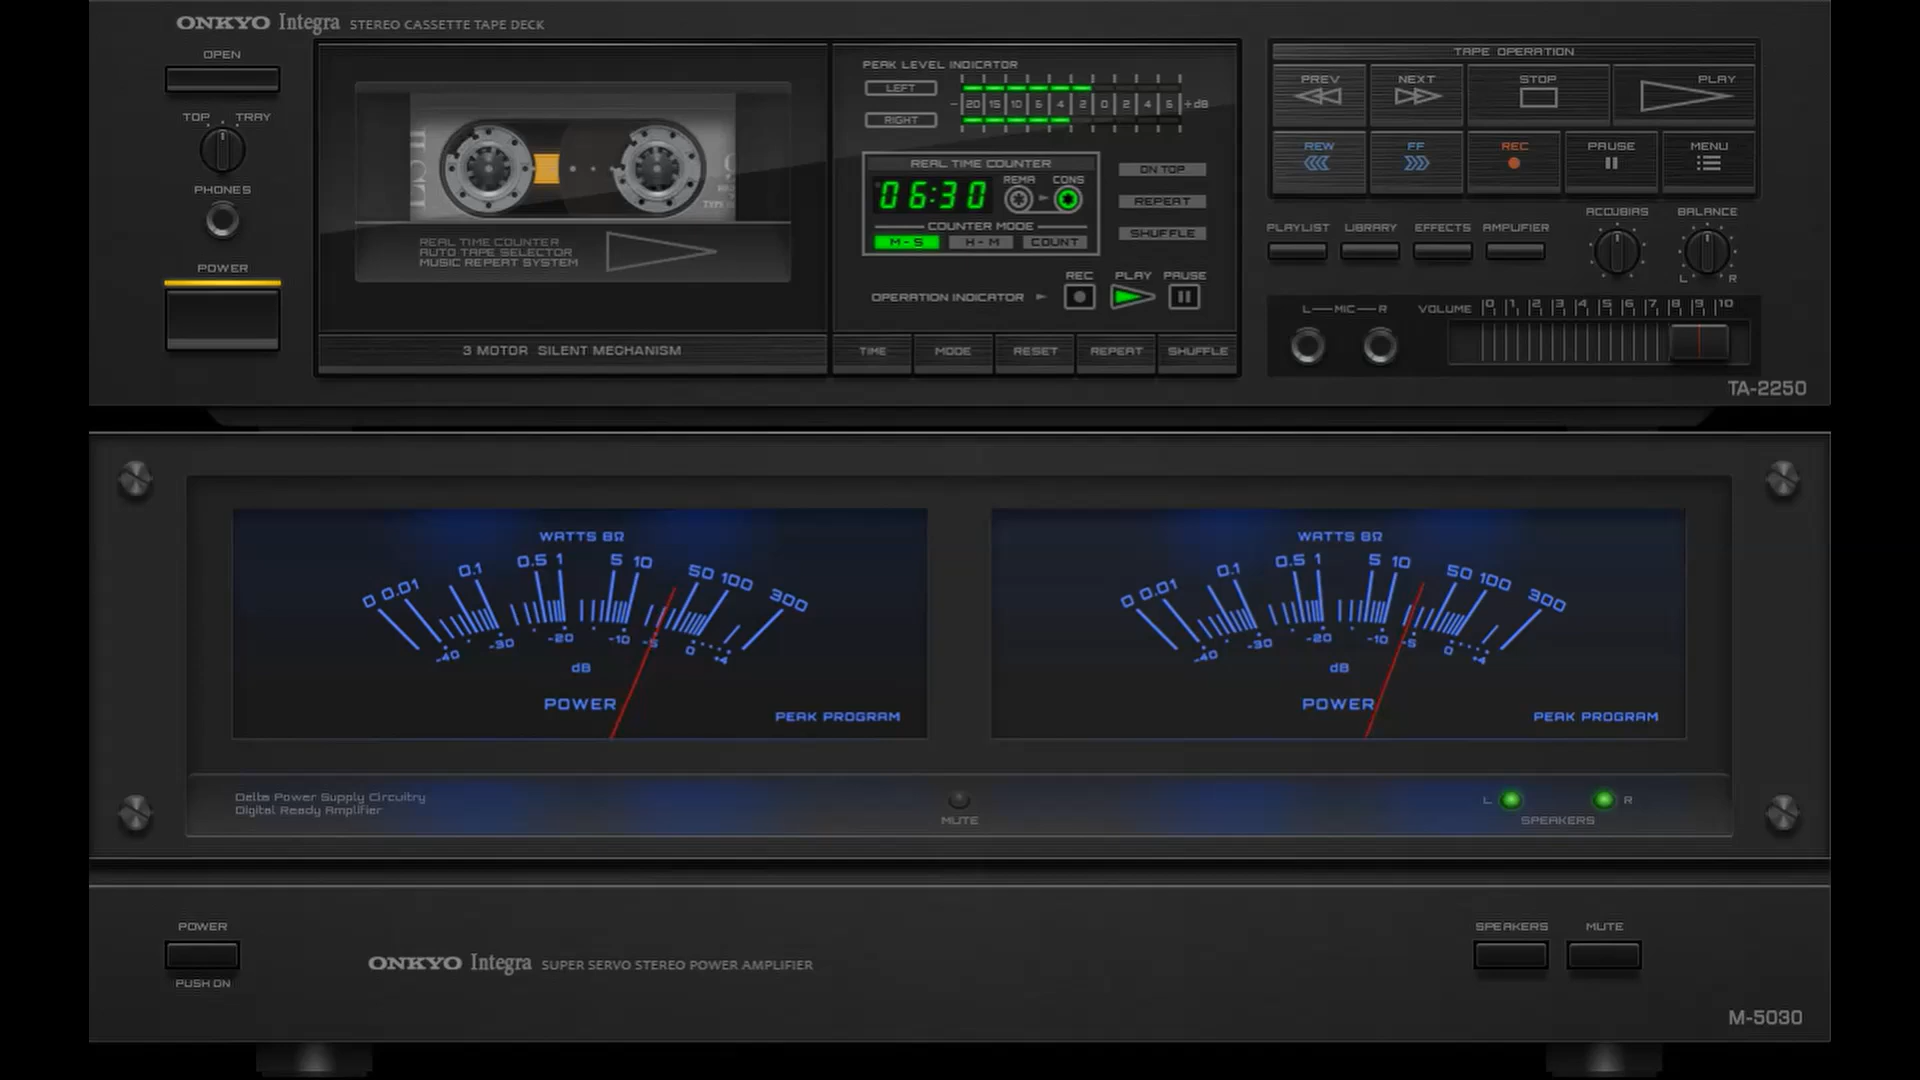 ONKYO Integra STEREO CASSETTE TAPE DECK
OPEN
TOP TRAY
PHONES
POWER
REAL TIME COUNTER
AUTO TAPE SELECTOR
MUSIC REPEAT SYSTEM
3 MOTOR SILENT MECHANISM
PEAK LEVEL INDICATOR
LEFT
- 20 15 10 6 4 2 0 2 4 6 +dB
RIGHT
REAL TIME COUNTER
06:30
REMA CONS
COUNTER MODE
M-S H-M COUNT
ON TOP
REPEAT
SHUFFLE
REC PLAY PAUSE
OPERATION INDICATOR
TIME MODE RESET REPEAT SHUFFLE
TAPE OPERATION
PREV NEXT STOP PLAY
REW FF REC PAUSE MENU
PLAYLIST LIBRARY EFFECTS AMPLIFIER
ACCUBIAS BALANCE
L R
L MIC R
VOLUME 0 1 2 3 4 5 6 7 8 9 10
TA-2250
WATTS 8Ω
0 0.01 0.1 0.5 1 5 10 50 100 300
-40 -30 -20 -10 -5 0 +4
dB
POWER
PEAK PROGRAM
WATTS 8Ω
0 0.01 0.1 0.5 1 5 10 50 100 300
-40 -30 -20 -10 -5 0 +4
dB
POWER
PEAK PROGRAM
Delta Power Supply Circuitry
Digital Ready Amplifier
MUTE
L R
SPEAKERS
POWER
PUSH ON
ONKYO Integra SUPER SERVO STEREO POWER AMPLIFIER
SPEAKERS MUTE
M-5030